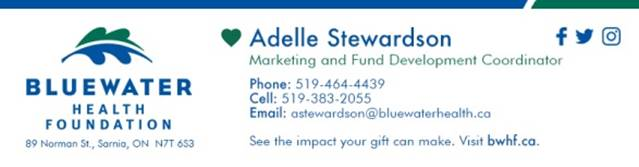 BLUEWATER
HEALTH
FOUNDATION
89 Norman St., Sarnia, ON N7T 6S3
Adelle Stewardson
Marketing and Fund Development Coordinator
Phone: 519-464-4439
Cell: 519-383-2055
Email: astewardson@bluewaterhealth.ca
See the impact your gift can make. Visit bwhf.ca.